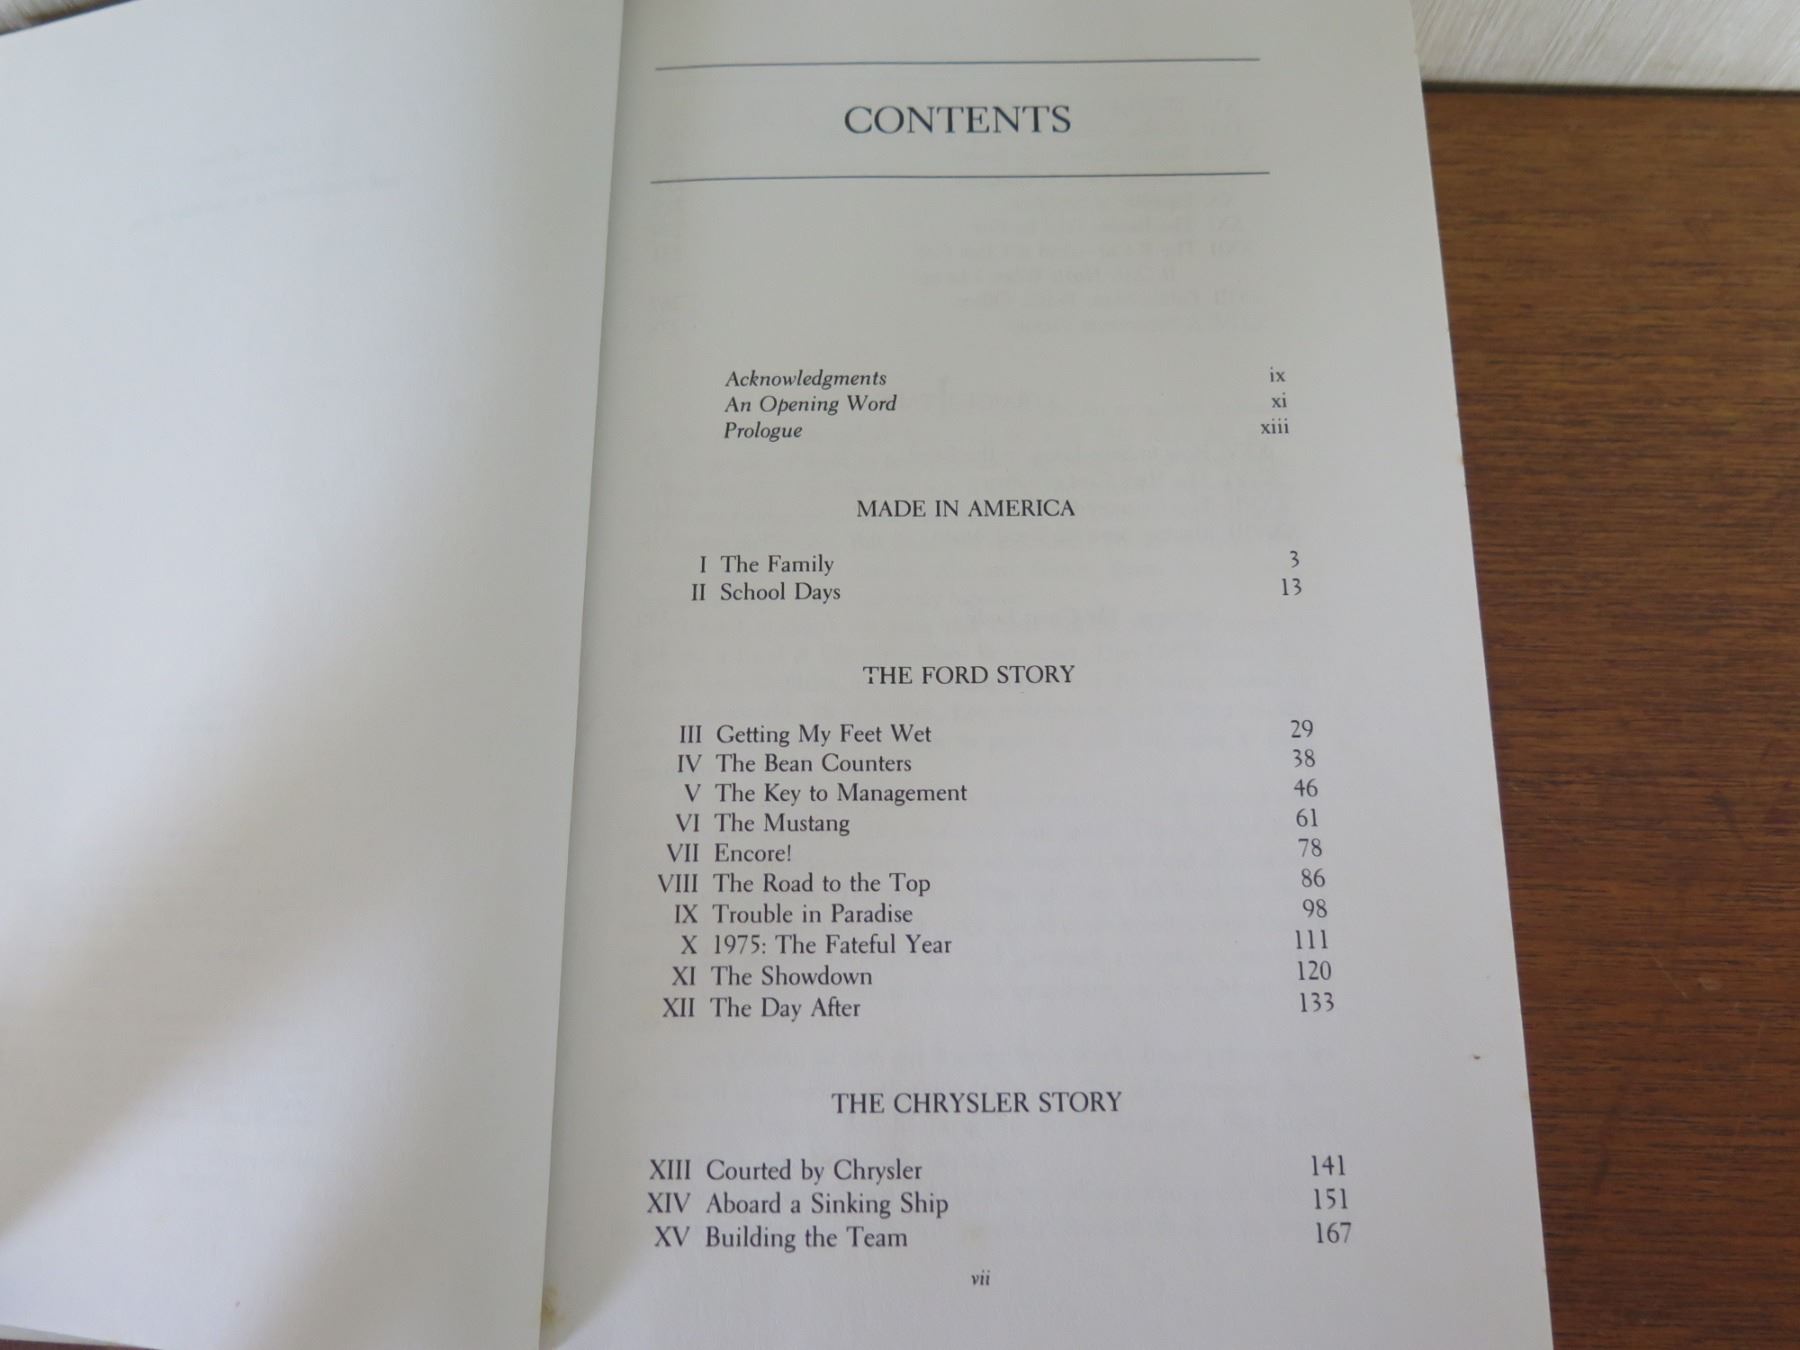 CONTENTS
Acknowledgments ix
An Opening Word xi
Prologue xiii
MADE IN AMERICA
I The Family 3
II School Days 13
THE FORD STORY
III Getting My Feet Wet 29
IV The Bean Counters 38
V The Key to Management 46
VI The Mustang 61
VII Encore! 78
VIII The Road to the Top 86
IX Trouble in Paradise 98
X 1975: The Fateful Year 111
XI The Showdown 120
XII The Day After 133
THE CHRYSLER STORY
XIII Courted by Chrysler 141
XIV Aboard a Sinking Ship 151
XV Building the Team 167
vii